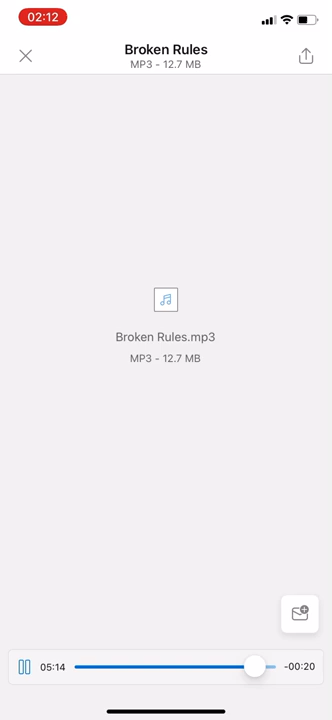 02:12
Broken Rules
MP3 - 12.7 MB
Broken Rules.mp3
MP3 - 12.7 MB
05:14
-00:20